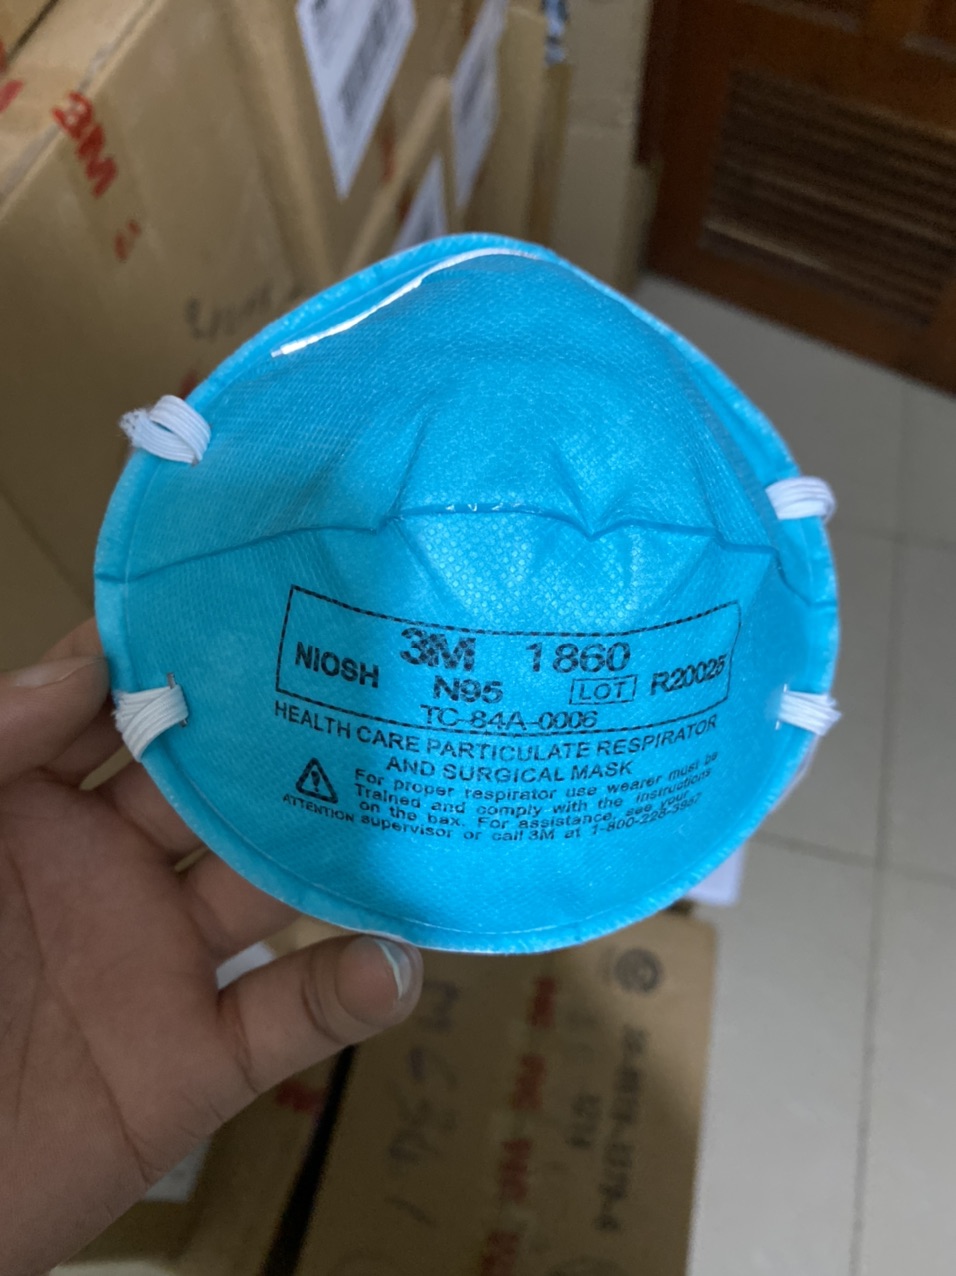 3M
3M 1860
NIOSH N95 LOT R20025
TC-84A-0006
HEALTH CARE PARTICULATE RESPIRATOR
AND SURGICAL MASK
For proper respirator use wearer must be
Trained and comply with the instructions
on the bax. For assistance, see your
ATTENTION supervisor or call 3M at 1-800-228-3957